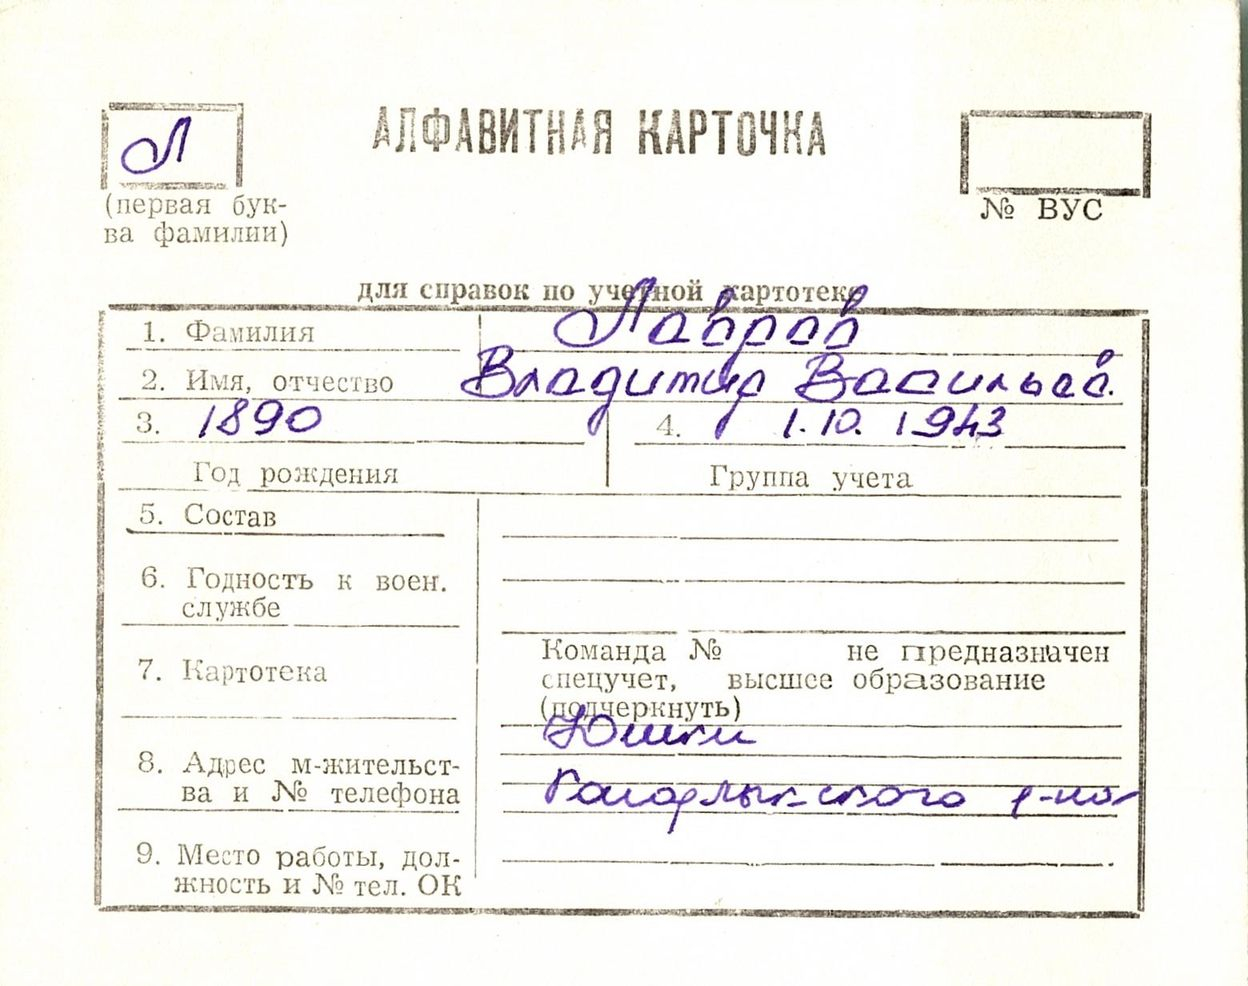 Л
АЛФАВИТНАЯ КАРТОЧКА
(первая бук-
ва фамилии)
№ ВУС
для справок по учетной картотеке
1. Фамилия Лавров
2. Имя, отчество Владимир Васильев.
3. 1890 4. 1.10.1943
Год рождения Группа учета
5. Состав
6. Годность к воен.
службе
7. Картотека
Команда № не предназначен
спецучет, высшее образование
(подчеркнуть)
Юшки
8. Адрес м-жительст-
ва и № телефона
р-на
9. Место работы, дол-
жность и № тел. ОК